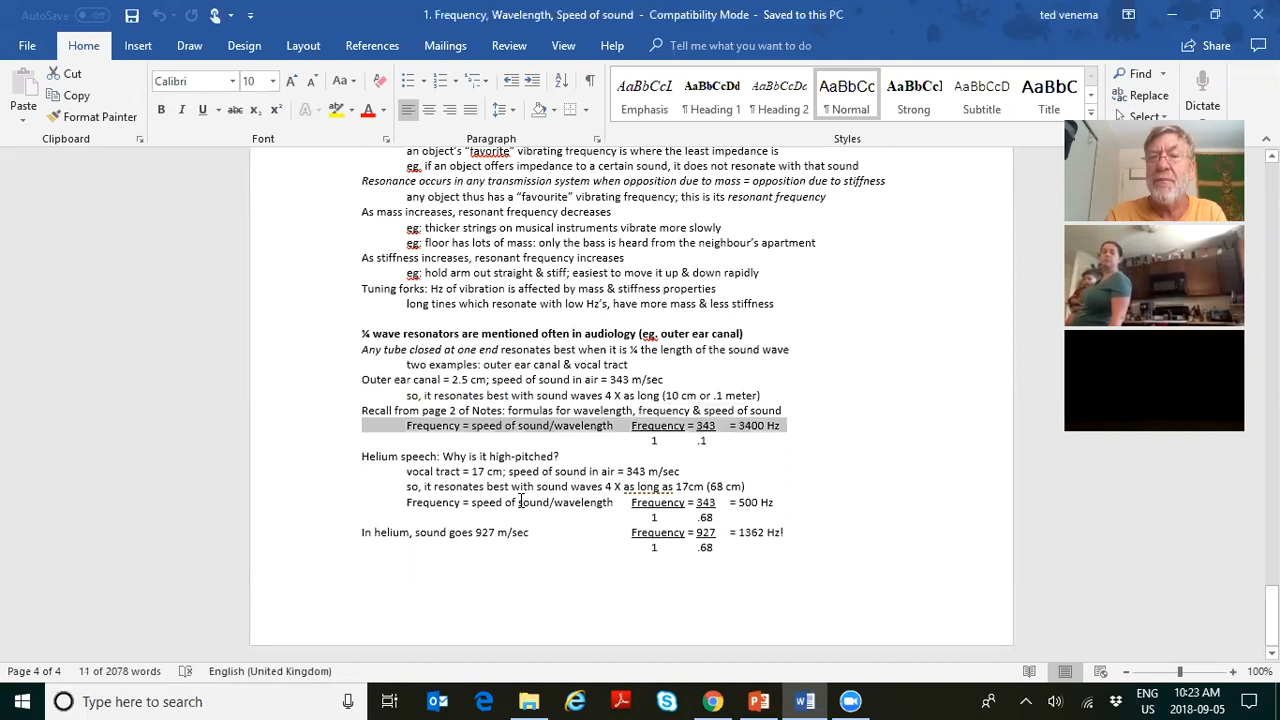 AutoSave Off
1. Frequency, Wavelength, Speed of sound - Compatibility Mode - Saved to this PC
ted venema
File Home Insert Draw Design Layout References Mailings Review View Help Tell me what you want to do Share
Paste
Cut
Copy
Format Painter
Calibri 10 Aa
B I U abc x₂ x² A A
AaBbCcL AaBbCcDd AaBbCcDd AaBbCc AaBbCcI AaBbCcDd AaBbC
Emphasis ¶ Heading 1 ¶ Heading 2 ¶ Normal Strong Subtitle Title
Find
Replace
Select
Dictate
Clipboard Font Paragraph Styles
an object's “favorite” vibrating frequency is where the least impedance is
eg. if an object offers impedance to a certain sound, it does not resonate with that sound
Resonance occurs in any transmission system when opposition due to mass = opposition due to stiffness
any object thus has a “favourite” vibrating frequency; this is its resonant frequency
As mass increases, resonant frequency decreases
eg: thicker strings on musical instruments vibrate more slowly
eg: floor has lots of mass: only the bass is heard from the neighbour's apartment
As stiffness increases, resonant frequency increases
eg: hold arm out straight & stiff; easiest to move it up & down rapidly
Tuning forks: Hz of vibration is affected by mass & stiffness properties
long tines which resonate with low Hz's, have more mass & less stiffness
¼ wave resonators are mentioned often in audiology (eg. outer ear canal)
Any tube closed at one end resonates best when it is ¼ the length of the sound wave
two examples: outer ear canal & vocal tract
Outer ear canal = 2.5 cm; speed of sound in air = 343 m/sec
so, it resonates best with sound waves 4 X as long (10 cm or .1 meter)
Recall from page 2 of Notes: formulas for wavelength, frequency & speed of sound
Frequency = speed of sound/wavelength Frequency = 343 = 3400 Hz
1 .1
Helium speech: Why is it high-pitched?
vocal tract = 17 cm; speed of sound in air = 343 m/sec
so, it resonates best with sound waves 4 X as long as 17cm (68 cm)
Frequency = speed of sound/wavelength Frequency = 343 = 500 Hz
1 .68
In helium, sound goes 927 m/sec Frequency = 927 = 1362 Hz!
1 .68
Page 4 of 4 11 of 2078 words English (United Kingdom) 100%
Type here to search
ENG
US
10:23 AM
2018-09-05